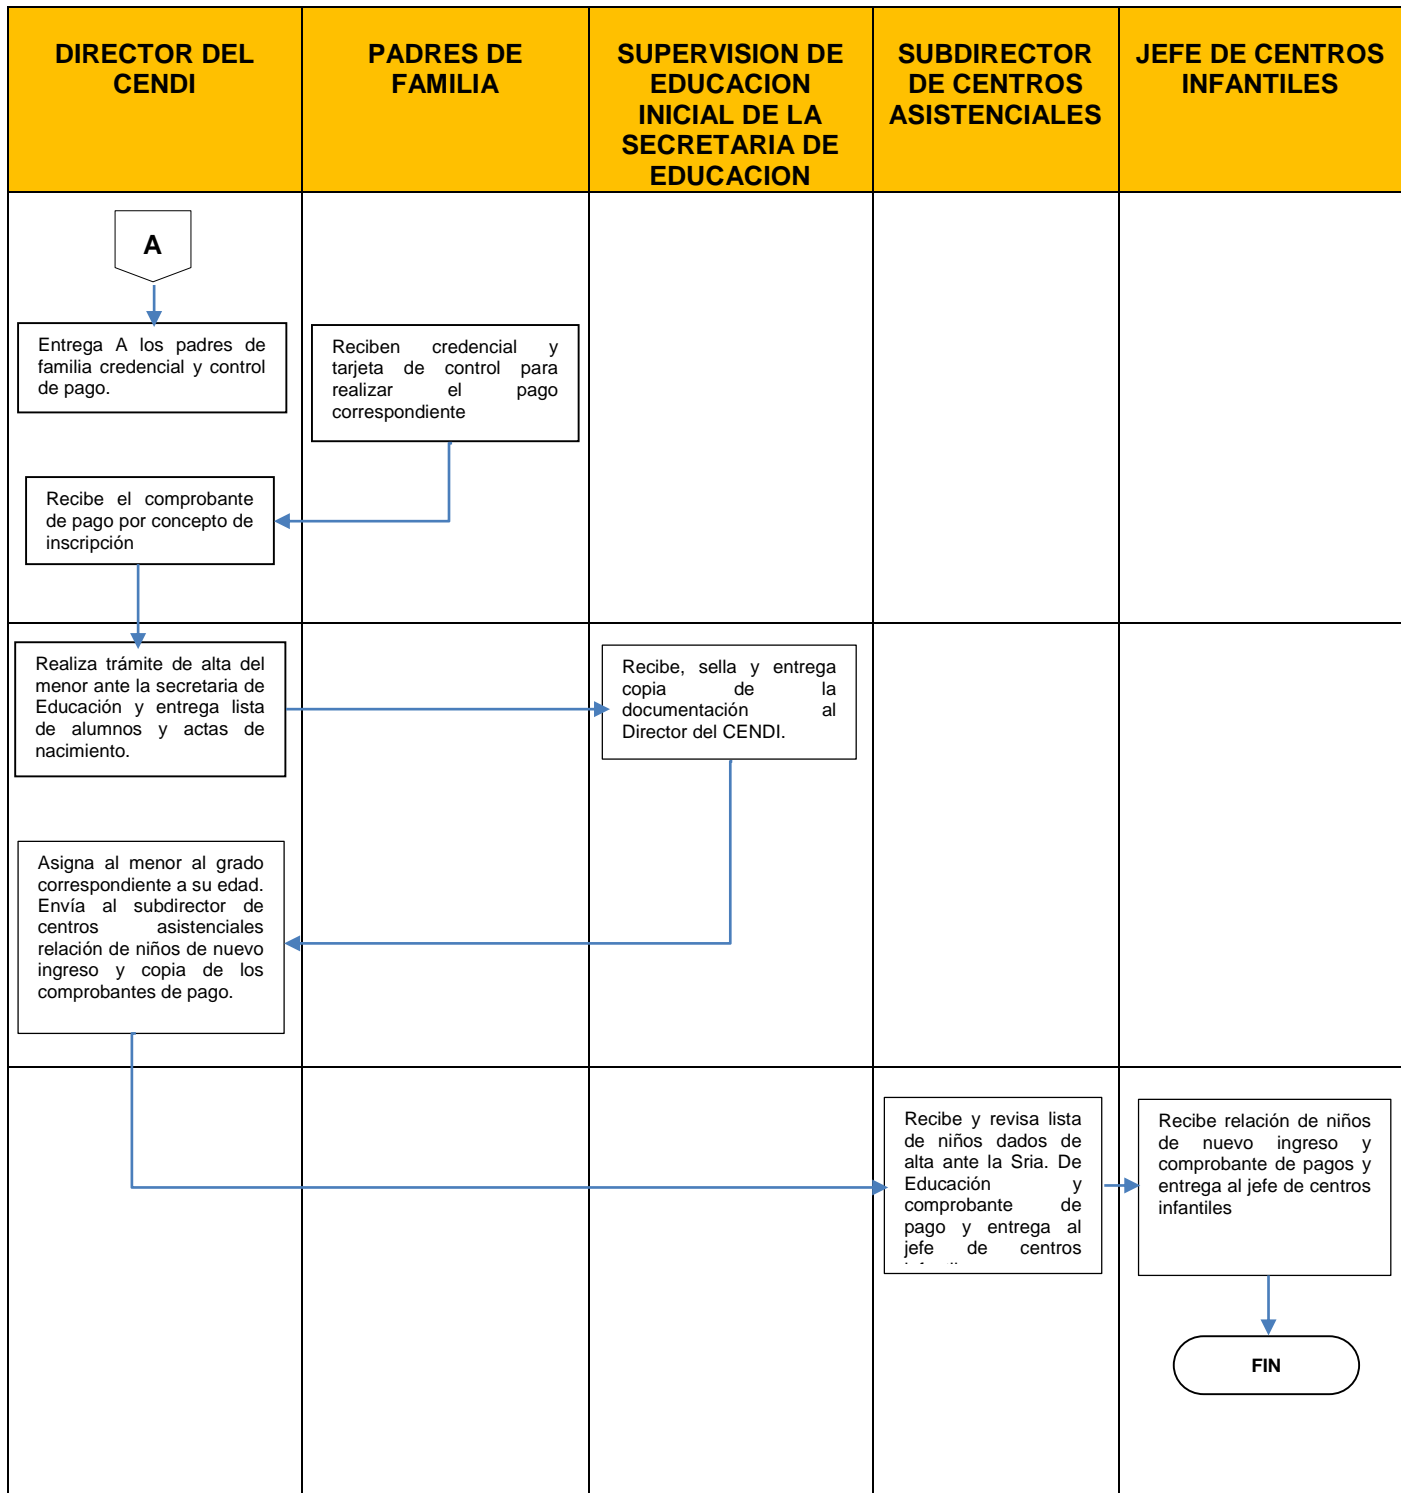 DIRECTOR DEL
CENDI
PADRES DE
FAMILIA
SUPERVISION DE
EDUCACION
INICIAL DE LA
SECRETARIA DE
EDUCACION
SUBDIRECTOR
DE CENTROS
ASISTENCIALES
JEFE DE CENTROS
INFANTILES
A
Entrega A los padres de
familia credencial y control
de pago.
Reciben credencial y
tarjeta de control para
realizar el pago
correspondiente
Recibe el comprobante
de pago por concepto de
inscripción
Realiza trámite de alta del
menor ante la secretaria de
Educación y entrega lista
de alumnos y actas de
nacimiento.
Recibe, sella y entrega
copia de la
documentación al
Director del CENDI.
Asigna al menor al grado
correspondiente a su edad.
Envía al subdirector de
centros asistenciales
relación de niños de nuevo
ingreso y copia de los
comprobantes de pago.
Recibe y revisa lista
de niños dados de
alta ante la Sria. De
Educación y
comprobante de
pago y entrega al
jefe de centros
Recibe relación de niños
de nuevo ingreso y
comprobante de pagos y
entrega al jefe de centros
infantiles
FIN